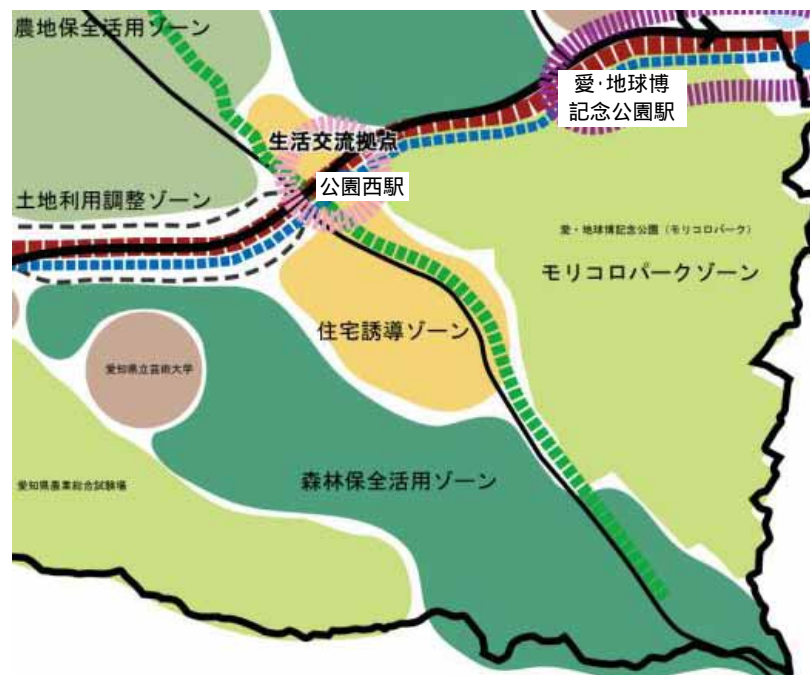 農地保全活用ゾーン
愛・地球博
記念公園駅
生活交流拠点
公園西駅
土地利用調整ゾーン
愛・地球博記念公園（モリコロパーク）
モリコロパークゾーン
住宅誘導ゾーン
愛知県立芸術大学
森林保全活用ゾーン
愛知県農業総合試験場